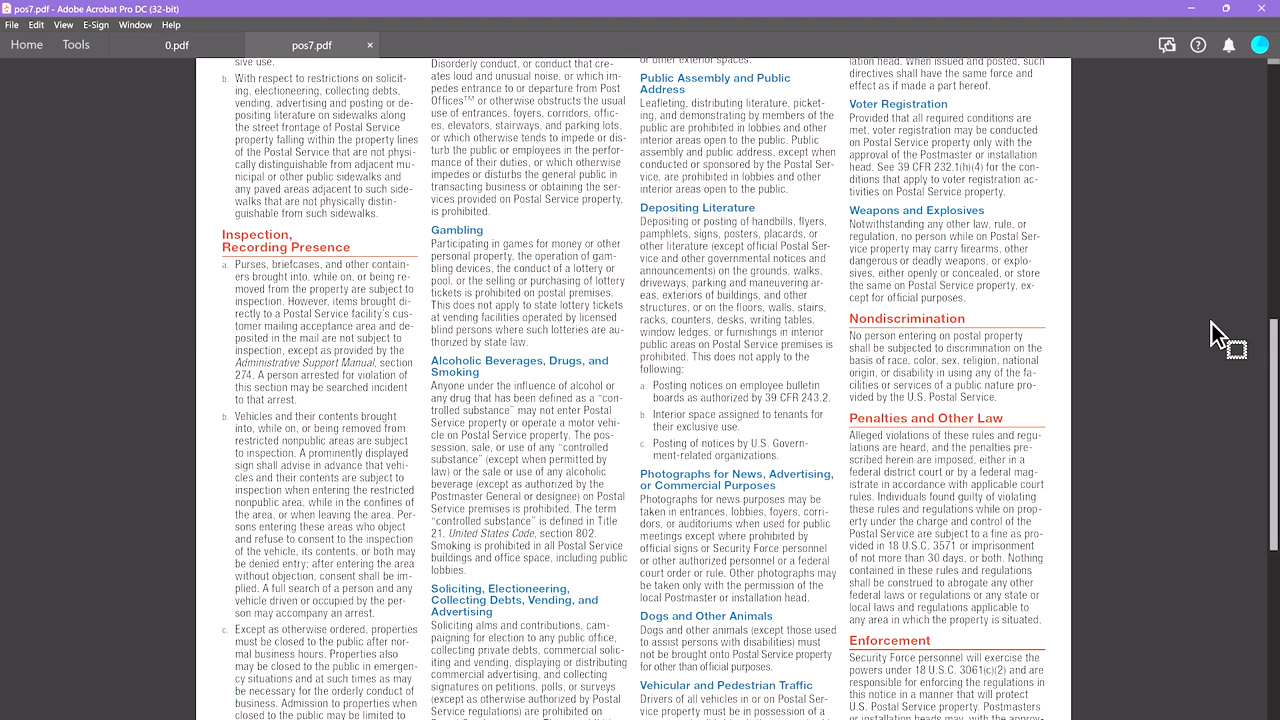 pos7.pdf - Adobe Acrobat Pro DC (32-bit)
File Edit View E-Sign Window Help
Home Tools 0.pdf pos7.pdf ×
sive use.
b. With respect to restrictions on solicit-
ing, electioneering, collecting debts,
vending, advertising and posting or de-
positing literature on sidewalks along
the street frontage of Postal Service
property falling within the property lines
of the Postal Service that are not physi-
cally distinguishable from adjacent mu-
nicipal or other public sidewalks and
any paved areas adjacent to such side-
walks that are not physically distin-
guishable from such sidewalks.
Inspection,
Recording Presence
a. Purses, briefcases, and other contain-
ers brought into, while on, or being re-
moved from the property are subject to
inspection. However, items brought di-
rectly to a Postal Service facility's cus-
tomer mailing acceptance area and de-
posited in the mail are not subject to
inspection, except as provided by the
Administrative Support Manual, section
274. A person arrested for violation of
this section may be searched incident
to that arrest.
b. Vehicles and their contents brought
into, while on, or being removed from
restricted nonpublic areas are subject
to inspection. A prominently displayed
sign shall advise in advance that vehi-
cles and their contents are subject to
inspection when entering the restricted
nonpublic area, while in the confines of
the area, or when leaving the area. Per-
sons entering these areas who object
and refuse to consent to the inspection
of the vehicle, its contents, or both may
be denied entry; after entering the area
without objection, consent shall be im-
plied. A full search of a person and any
vehicle driven or occupied by the per-
son may accompany an arrest.
c. Except as otherwise ordered, properties
must be closed to the public after nor-
mal business hours. Properties also
may be closed to the public in emergen-
cy situations and at such times as may
be necessary for the orderly conduct of
business. Admission to properties when
closed to the public may be limited to
Disorderly conduct, or conduct that cre-
ates loud and unusual noise, or which im-
pedes entrance to or departure from Post
Offices™ or otherwise obstructs the usual
use of entrances, foyers, corridors, offic-
es, elevators, stairways, and parking lots,
or which otherwise tends to impede or dis-
turb the public or employees in the perfor-
mance of their duties, or which otherwise
impedes or disturbs the general public in
transacting business or obtaining the ser-
vices provided on Postal Service property,
is prohibited.
Gambling
Participating in games for money or other
personal property, the operation of gam-
bling devices, the conduct of a lottery or
pool, or the selling or purchasing of lottery
tickets is prohibited on postal premises.
This does not apply to state lottery tickets
at vending facilities operated by licensed
blind persons where such lotteries are au-
thorized by state law.
Alcoholic Beverages, Drugs, and
Smoking
Anyone under the influence of alcohol or
any drug that has been defined as a “con-
trolled substance” may not enter Postal
Service property or operate a motor vehi-
cle on Postal Service property. The pos-
session, sale, or use of any “controlled
substance” (except when permitted by
law) or the sale or use of any alcoholic
beverage (except as authorized by the
Postmaster General or designee) on Postal
Service premises is prohibited. The term
“controlled substance” is defined in Title
21, United States Code, section 802.
Smoking is prohibited in all Postal Service
buildings and office space, including public
lobbies.
Soliciting, Electioneering,
Collecting Debts, Vending, and
Advertising
Soliciting alms and contributions, cam-
paigning for election to any public office,
collecting private debts, commercial solic-
iting and vending, displaying or distributing
commercial advertising, and collecting
signatures on petitions, polls, or surveys
(except as otherwise authorized by Postal
Service regulations) are prohibited on
or other exterior spaces.
Public Assembly and Public
Address
Leafleting, distributing literature, picket-
ing, and demonstrating by members of the
public are prohibited in lobbies and other
interior areas open to the public. Public
assembly and public address, except when
conducted or sponsored by the Postal Ser-
vice, are prohibited in lobbies and other
interior areas open to the public.
Depositing Literature
Depositing or posting of handbills, flyers,
pamphlets, signs, posters, placards, or
other literature (except official Postal Ser-
vice and other governmental notices and
announcements) on the grounds, walks,
driveways, parking and maneuvering ar-
eas, exteriors of buildings, and other
structures, or on the floors, walls, stairs,
racks, counters, desks, writing tables,
window ledges, or furnishings in interior
public areas on Postal Service premises is
prohibited. This does not apply to the
following:
a. Posting notices on employee bulletin
boards as authorized by 39 CFR 243.2.
b. Interior space assigned to tenants for
their exclusive use.
c. Posting of notices by U.S. Govern-
ment-related organizations.
Photographs for News, Advertising,
or Commercial Purposes
Photographs for news purposes may be
taken in entrances, lobbies, foyers, corri-
dors, or auditoriums when used for public
meetings except where prohibited by
official signs or Security Force personnel
or other authorized personnel or a federal
court order or rule. Other photographs may
be taken only with the permission of the
local Postmaster or installation head.
Dogs and Other Animals
Dogs and other animals (except those used
to assist persons with disabilities) must
not be brought onto Postal Service property
for other than official purposes.
Vehicular and Pedestrian Traffic
Drivers of all vehicles in or on Postal Ser-
vice property must be in possession of a
lation head. When issued and posted, such
directives shall have the same force and
effect as if made a part hereof.
Voter Registration
Provided that all required conditions are
met, voter registration may be conducted
on Postal Service property only with the
approval of the Postmaster or installation
head. See 39 CFR 232.1(h)(4) for the con-
ditions that apply to voter registration ac-
tivities on Postal Service property.
Weapons and Explosives
Notwithstanding any other law, rule, or
regulation, no person while on Postal Ser-
vice property may carry firearms, other
dangerous or deadly weapons, or explo-
sives, either openly or concealed, or store
the same on Postal Service property, ex-
cept for official purposes.
Nondiscrimination
No person entering on postal property
shall be subjected to discrimination on the
basis of race, color, sex, religion, national
origin, or disability in using any of the fa-
cilities or services of a public nature pro-
vided by the U.S. Postal Service.
Penalties and Other Law
Alleged violations of these rules and regu-
lations are heard, and the penalties pre-
scribed herein are imposed, either in a
federal district court or by a federal mag-
istrate in accordance with applicable court
rules. Individuals found guilty of violating
these rules and regulations while on prop-
erty under the charge and control of the
Postal Service are subject to a fine as pro-
vided in 18 U.S.C. 3571 or imprisonment
of not more than 30 days, or both. Nothing
contained in these rules and regulations
shall be construed to abrogate any other
federal laws or regulations or any state or
local laws and regulations applicable to
any area in which the property is situated.
Enforcement
Security Force personnel will exercise the
powers under 18 U.S.C. 3061(c)(2) and are
responsible for enforcing the regulations in
this notice in a manner that will protect
U.S. Postal Service property. Postmasters
or installation heads may, with the approv-